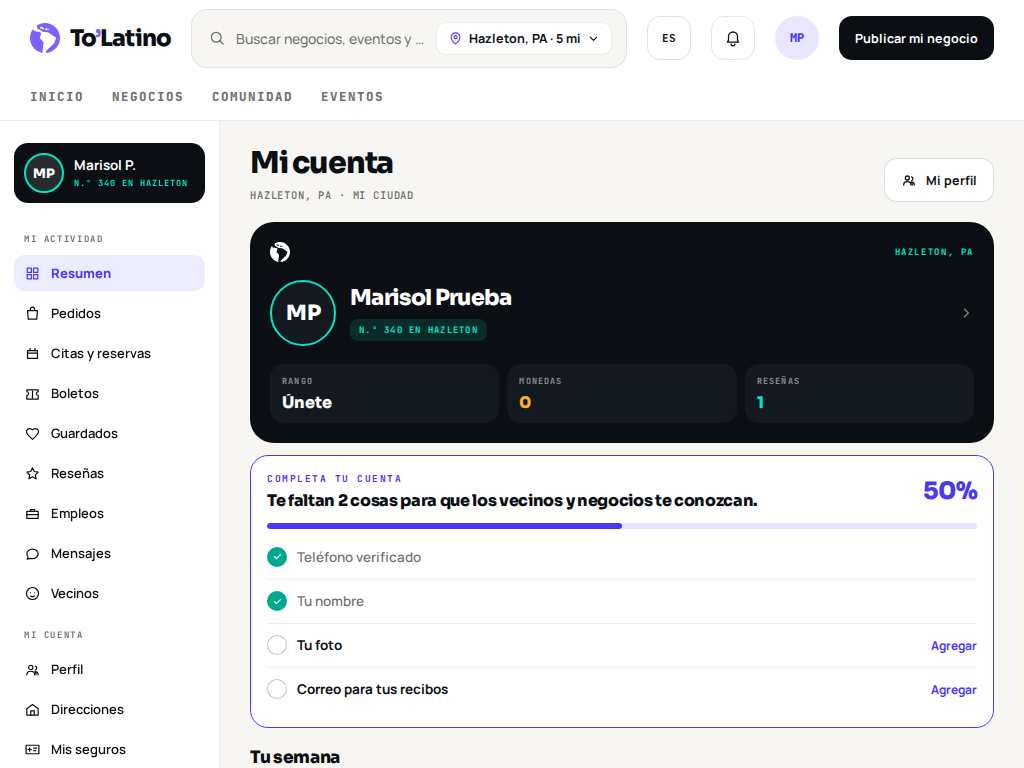 To'Latino
Buscar negocios, eventos y ...
Hazleton, PA · 5 mi
ES
MP
Publicar mi negocio
INICIO
NEGOCIOS
COMUNIDAD
EVENTOS
MP
Marisol P.
N.° 340 EN HAZLETON
MI ACTIVIDAD
Resumen
Pedidos
Citas y reservas
Boletos
Guardados
Reseñas
Empleos
Mensajes
Vecinos
MI CUENTA
Perfil
Direcciones
Mis seguros
Mi cuenta
HAZLETON, PA · MI CIUDAD
Mi perfil
HAZLETON, PA
MP
Marisol Prueba
N.° 340 EN HAZLETON
RANGO
Únete
MONEDAS
0
RESEÑAS
1
COMPLETA TU CUENTA
Te faltan 2 cosas para que los vecinos y negocios te conozcan.
50%
Teléfono verificado
Tu nombre
Tu foto
Agregar
Correo para tus recibos
Agregar
Tu semana